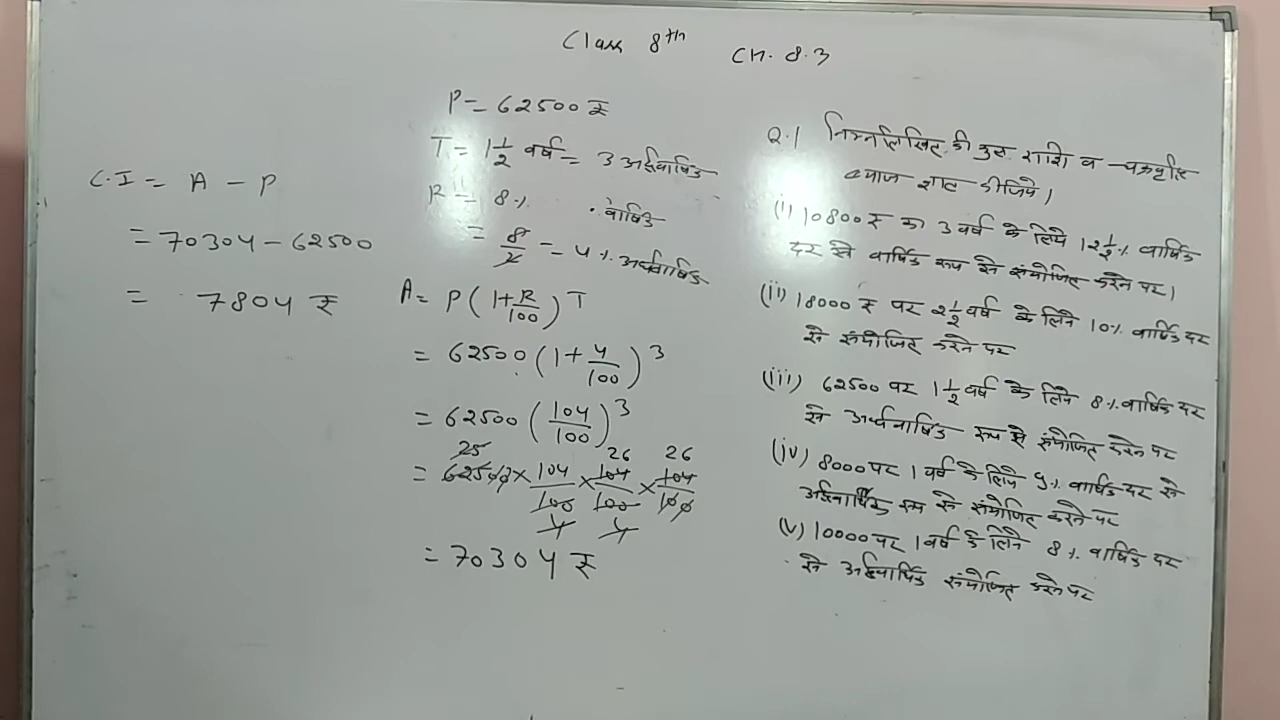 Class 8th CH. 8.3
P = 62500 ₹
T = 1 1/2 वर्ष = 3 अर्द्धवार्षिक
R = 8% वार्षिक
= 8/2 = 4% अर्धवार्षिक
A = P(1+R/100)T
= 62500(1+4/100)3
= 62500(104/100)3
25 26 26
= 62500×104/100×104/100×104/100
4 4
= 70304 ₹
C.I = A - P
= 70304 - 62500
= 7804 ₹
Q.1 निम्नलिखित की कुल राशि व चक्रवृद्धि
ब्याज ज्ञात कीजिये।
(i) 10800 ₹ का 3 वर्ष के लिये 12 1/2% वार्षिक
दर से वार्षिक रूप से संयोजित करने पर।
(ii) 18000 ₹ पर 2 1/2 वर्ष के लिये 10% वार्षिक दर
से संयोजित करने पर
(iii) 62500 पर 1 1/2 वर्ष के लिये 8% वार्षिक दर
से अर्धवार्षिक रूप से संयोजित करने पर
(iv) 8000 पर 1 वर्ष के लिये 9% वार्षिक दर से
अर्द्धवार्षिक रूप से संयोजित करने पर
(v) 10000 पर 1 वर्ष के लिये 8% वार्षिक दर
से अर्द्धवार्षिक संयोजित करने पर